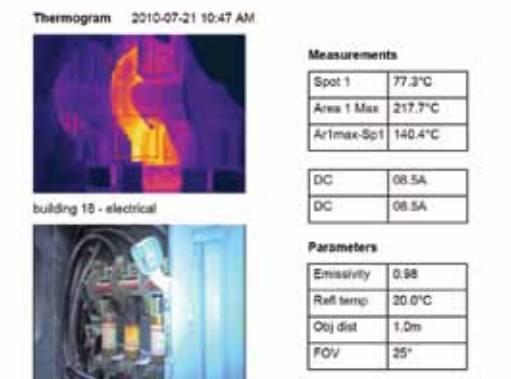 Thermogram 2010-07-21 10:47 AM
Measurements
Spot 1 77.3°C
Area 1 Max 217.7°C
Ar1max-Sp1 140.4°C
DC 08.5A
DC 08.5A
building 18 - electrical
Parameters
Emissivity 0.98
Refl temp 20.0°C
Obj dist 1.0m
FOV 25°